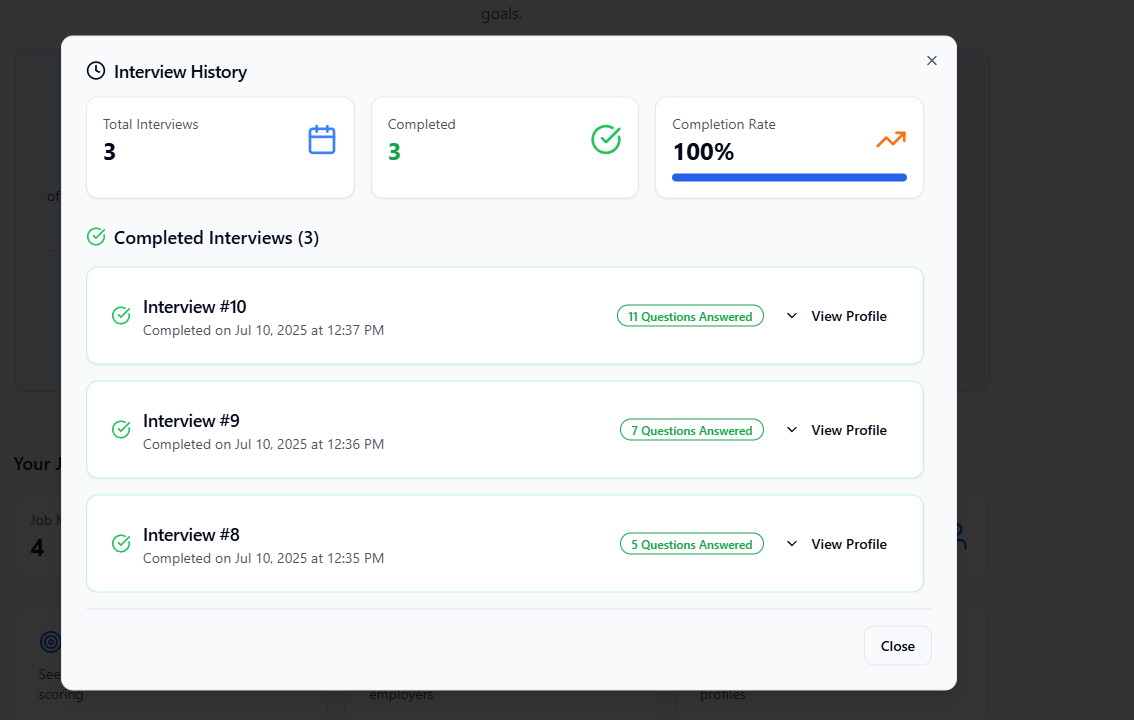 goals.
Interview History
Total Interviews
3
Completed
3
Completion Rate
100%
Completed Interviews (3)
Interview #10
Completed on Jul 10, 2025 at 12:37 PM
11 Questions Answered
View Profile
Interview #9
Completed on Jul 10, 2025 at 12:36 PM
7 Questions Answered
View Profile
Interview #8
Completed on Jul 10, 2025 at 12:35 PM
5 Questions Answered
View Profile
Close
of
Your J
Job M
4
See
scoring
employers
profiles